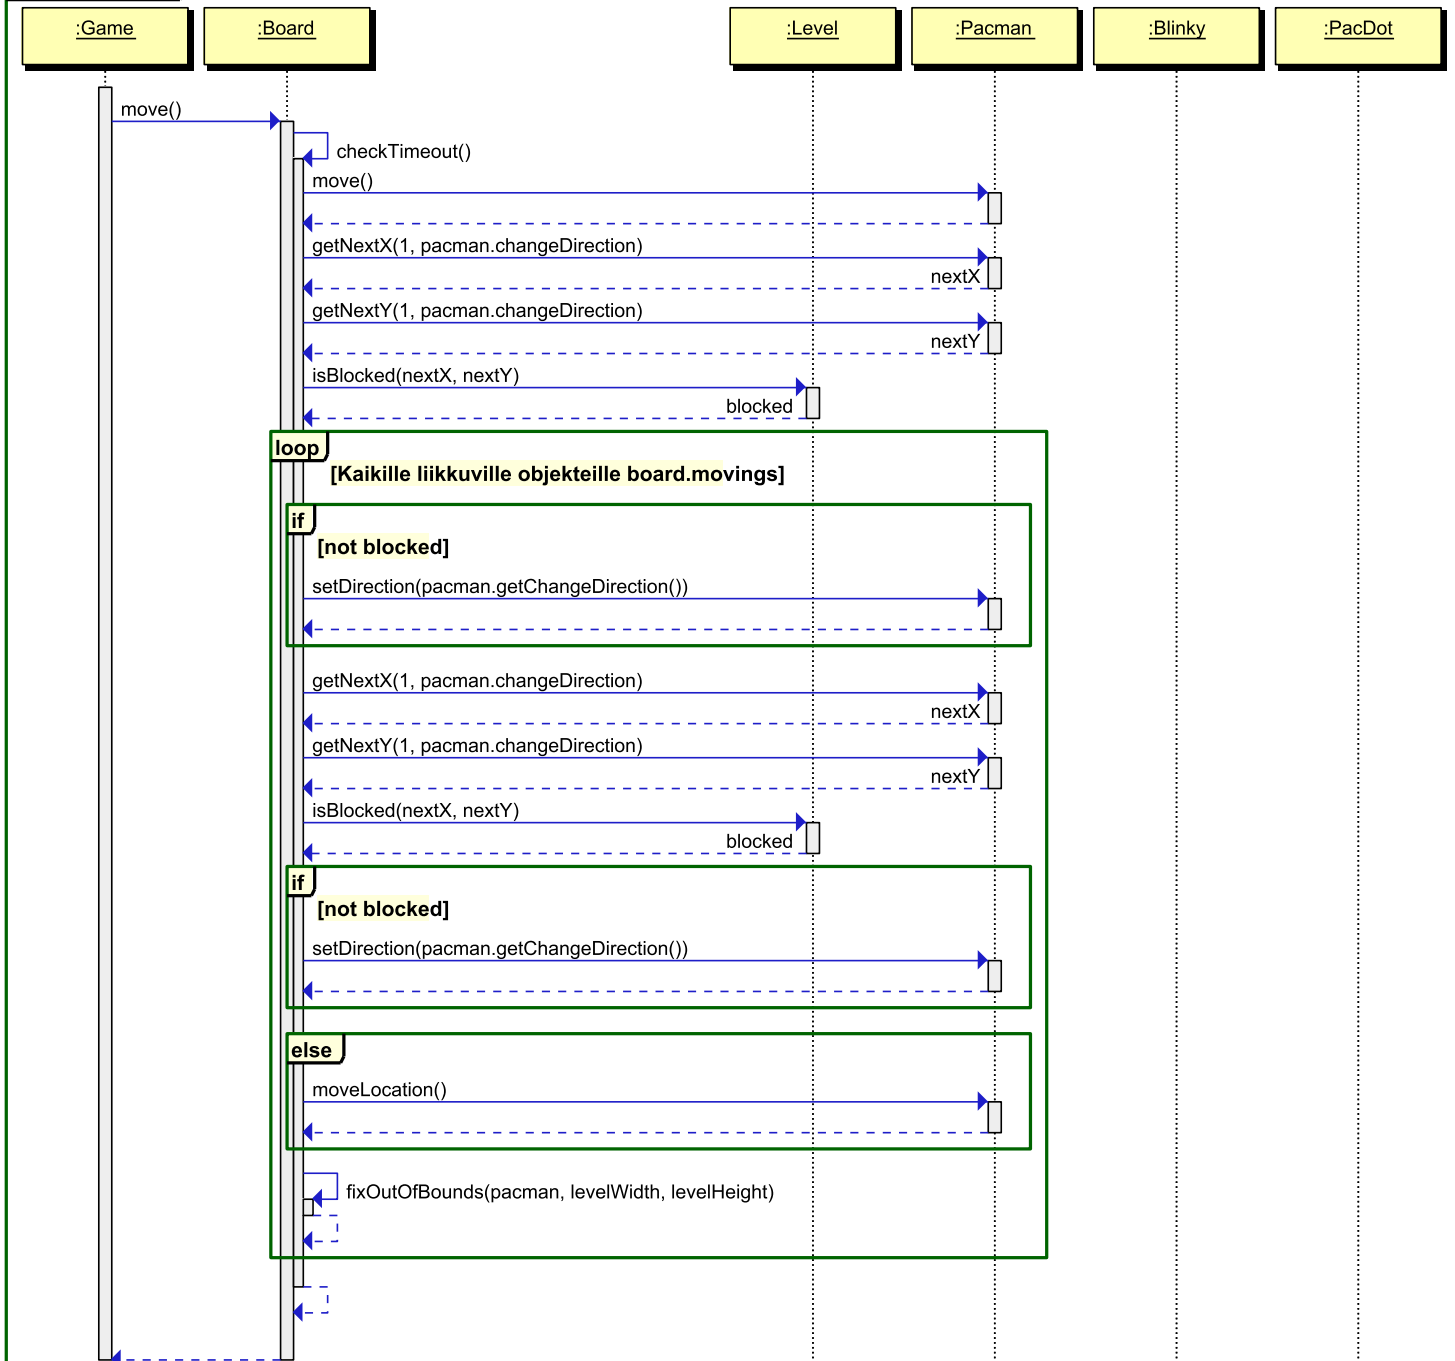 :Game :Board :Level :Pacman :Blinky :PacDot
move()
checkTimeout()
move()
getNextX(1, pacman.changeDirection)
nextX
getNextY(1, pacman.changeDirection)
nextY
isBlocked(nextX, nextY)
blocked
loop
[Kaikille liikkuville objekteille board.movings]
if
[not blocked]
setDirection(pacman.getChangeDirection())
getNextX(1, pacman.changeDirection)
nextX
getNextY(1, pacman.changeDirection)
nextY
isBlocked(nextX, nextY)
blocked
if
[not blocked]
setDirection(pacman.getChangeDirection())
else
moveLocation()
fixOutOfBounds(pacman, levelWidth, levelHeight)